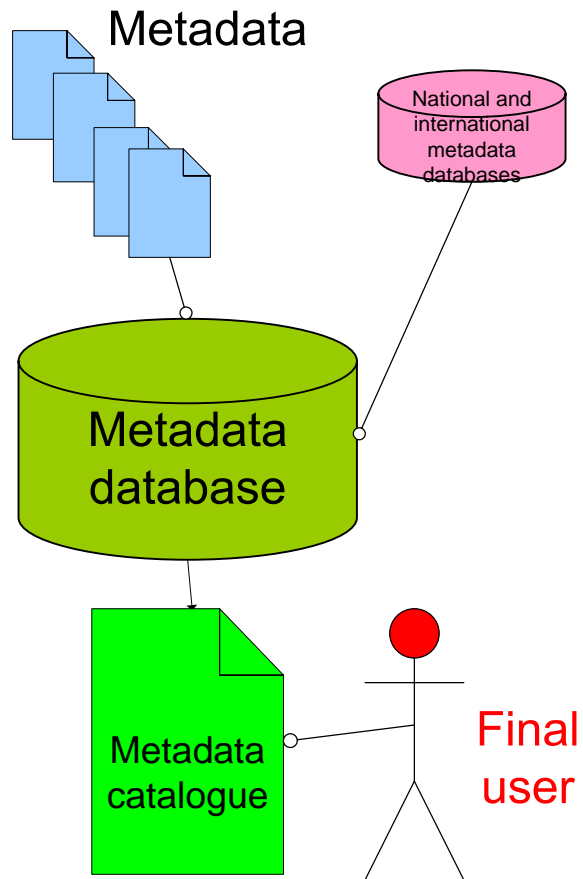 Metadata
National and
international
metadata
databases
Metadata
database
Metadata
catalogue
Final
user